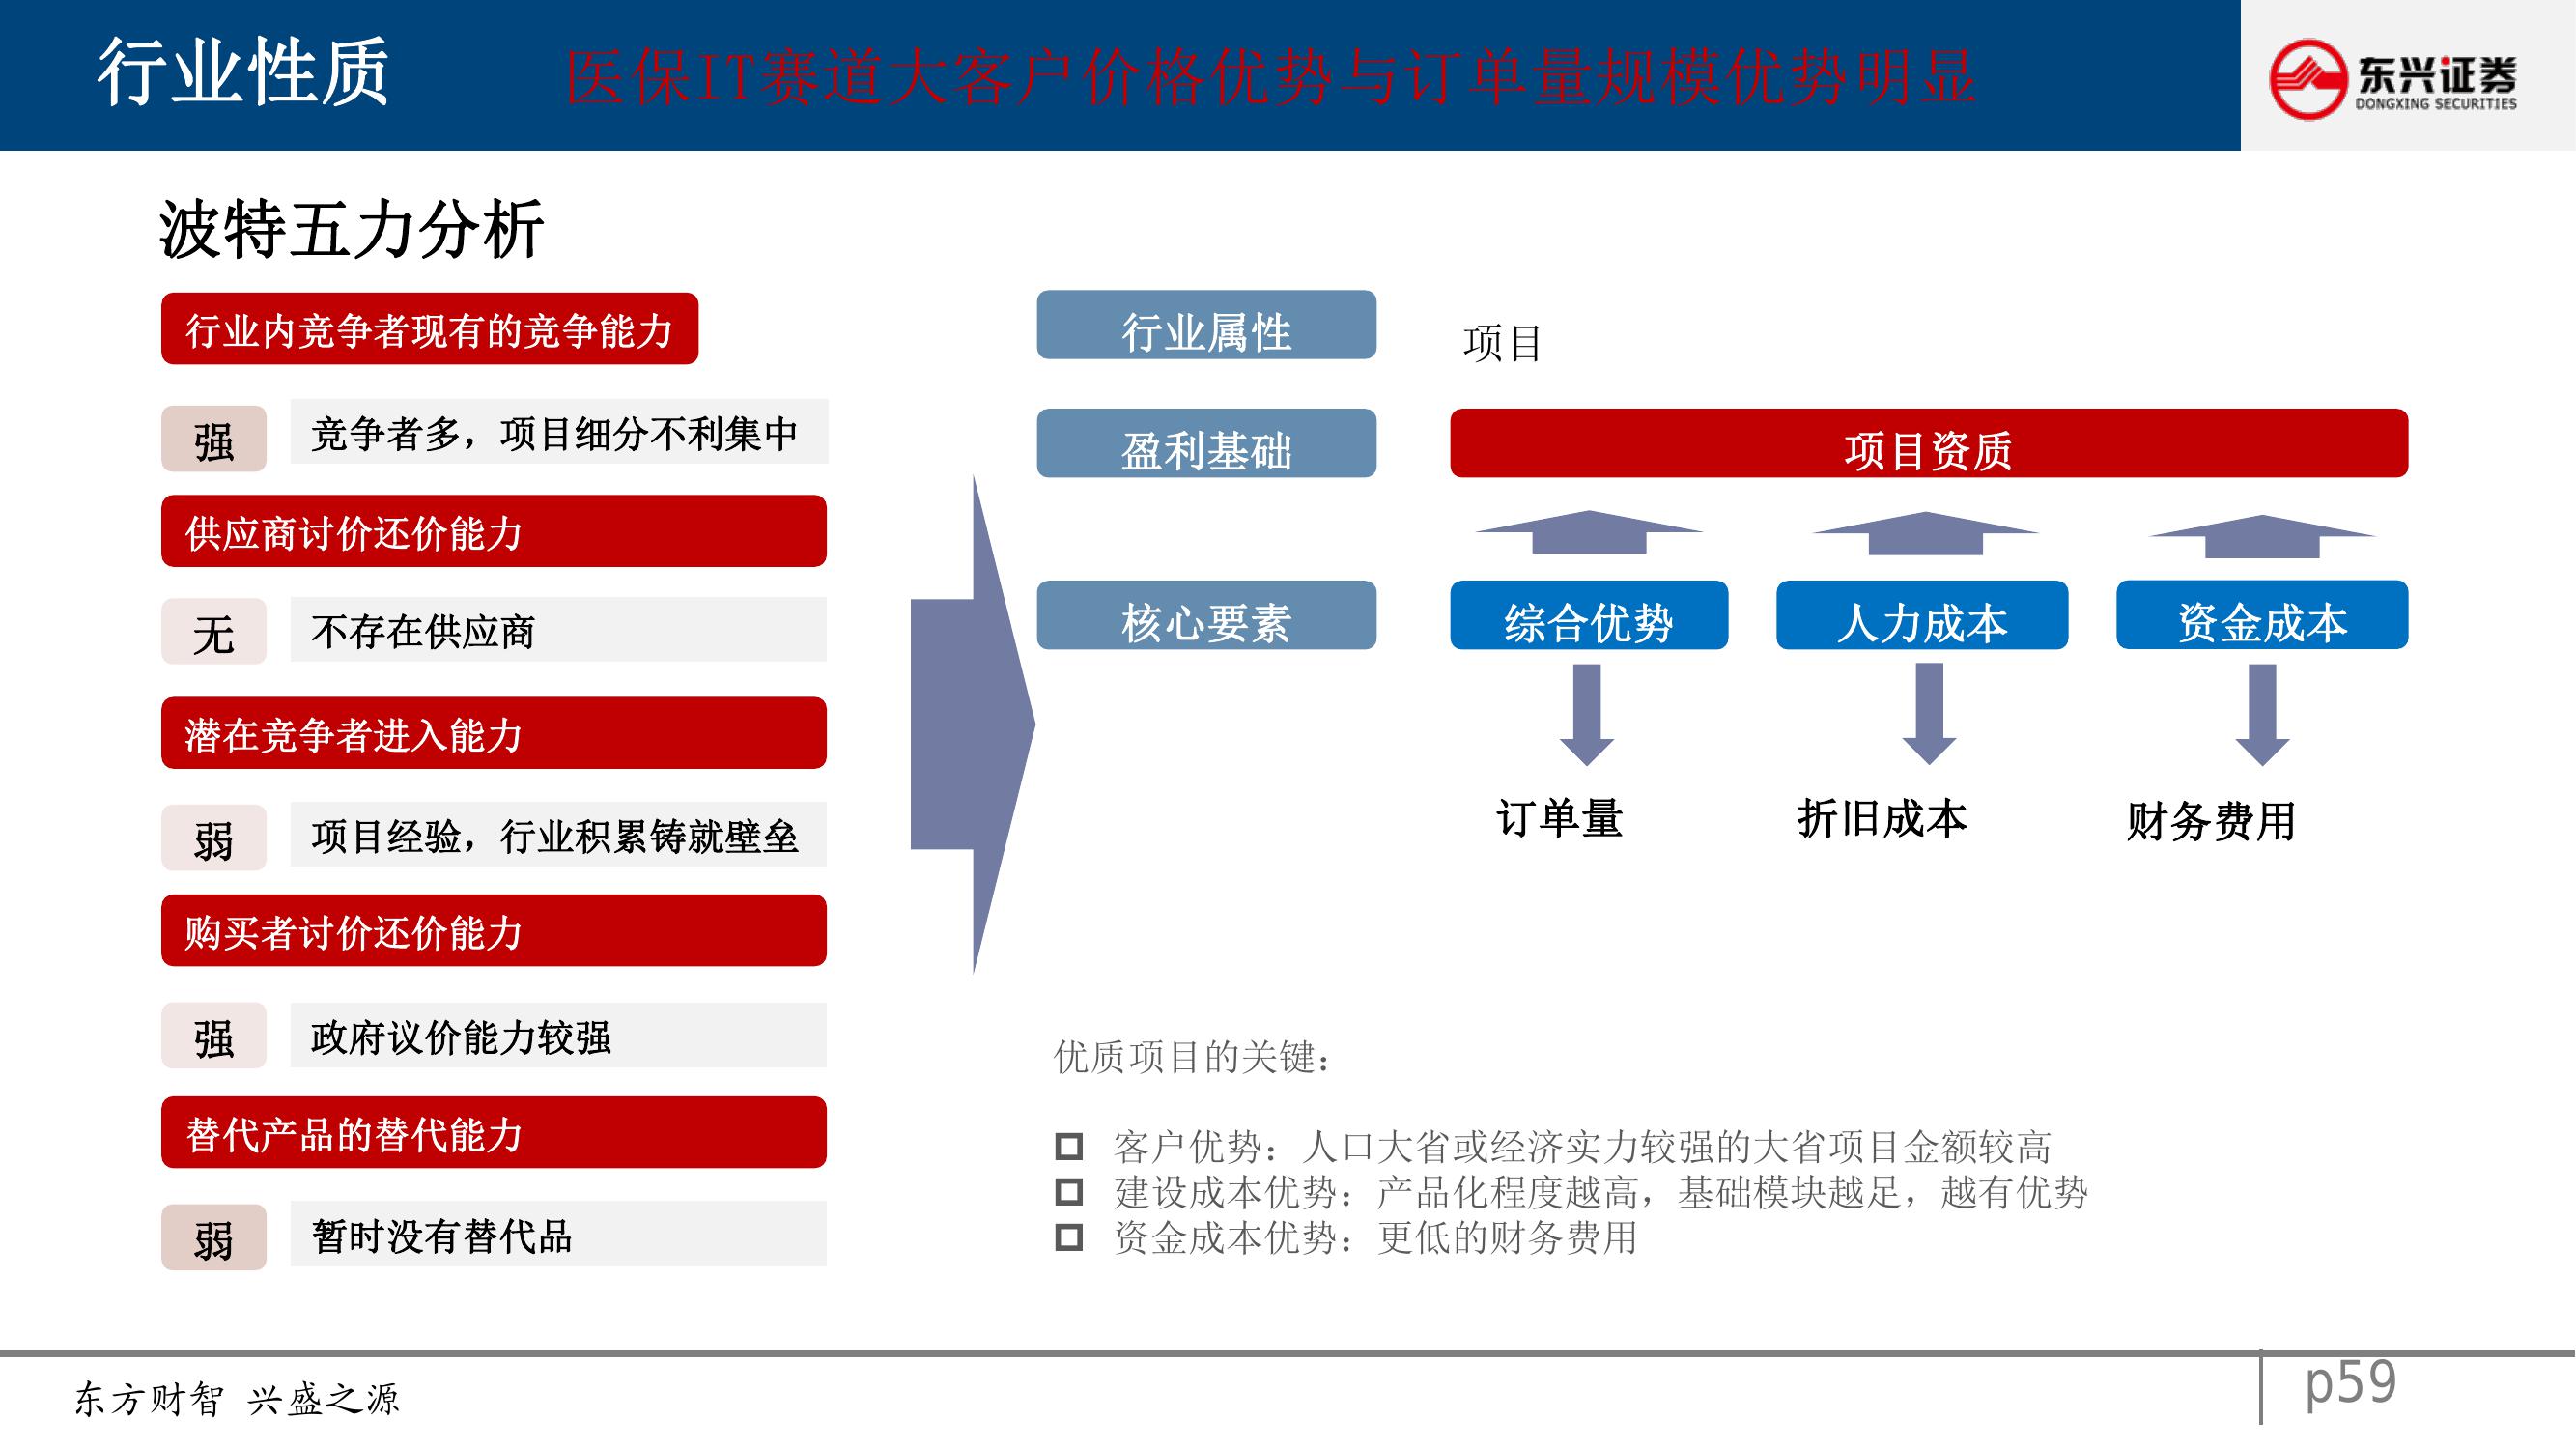 行业性质
医保IT赛道大客户价格优势与订单量规模优势明显
东兴证券
DONGXING SECURITIES
波特五力分析
行业内竞争者现有的竞争能力
强
竞争者多，项目细分不利集中
供应商讨价还价能力
无
不存在供应商
潜在竞争者进入能力
弱
项目经验，行业积累铸就壁垒
购买者讨价还价能力
强
政府议价能力较强
替代产品的替代能力
弱
暂时没有替代品
行业属性
项目
盈利基础
项目资质
核心要素
综合优势
人力成本
资金成本
订单量
折旧成本
财务费用
优质项目的关键：
客户优势：人口大省或经济实力较强的大省项目金额较高
建设成本优势：产品化程度越高，基础模块越足，越有优势
资金成本优势：更低的财务费用
东方财智 兴盛之源
p59